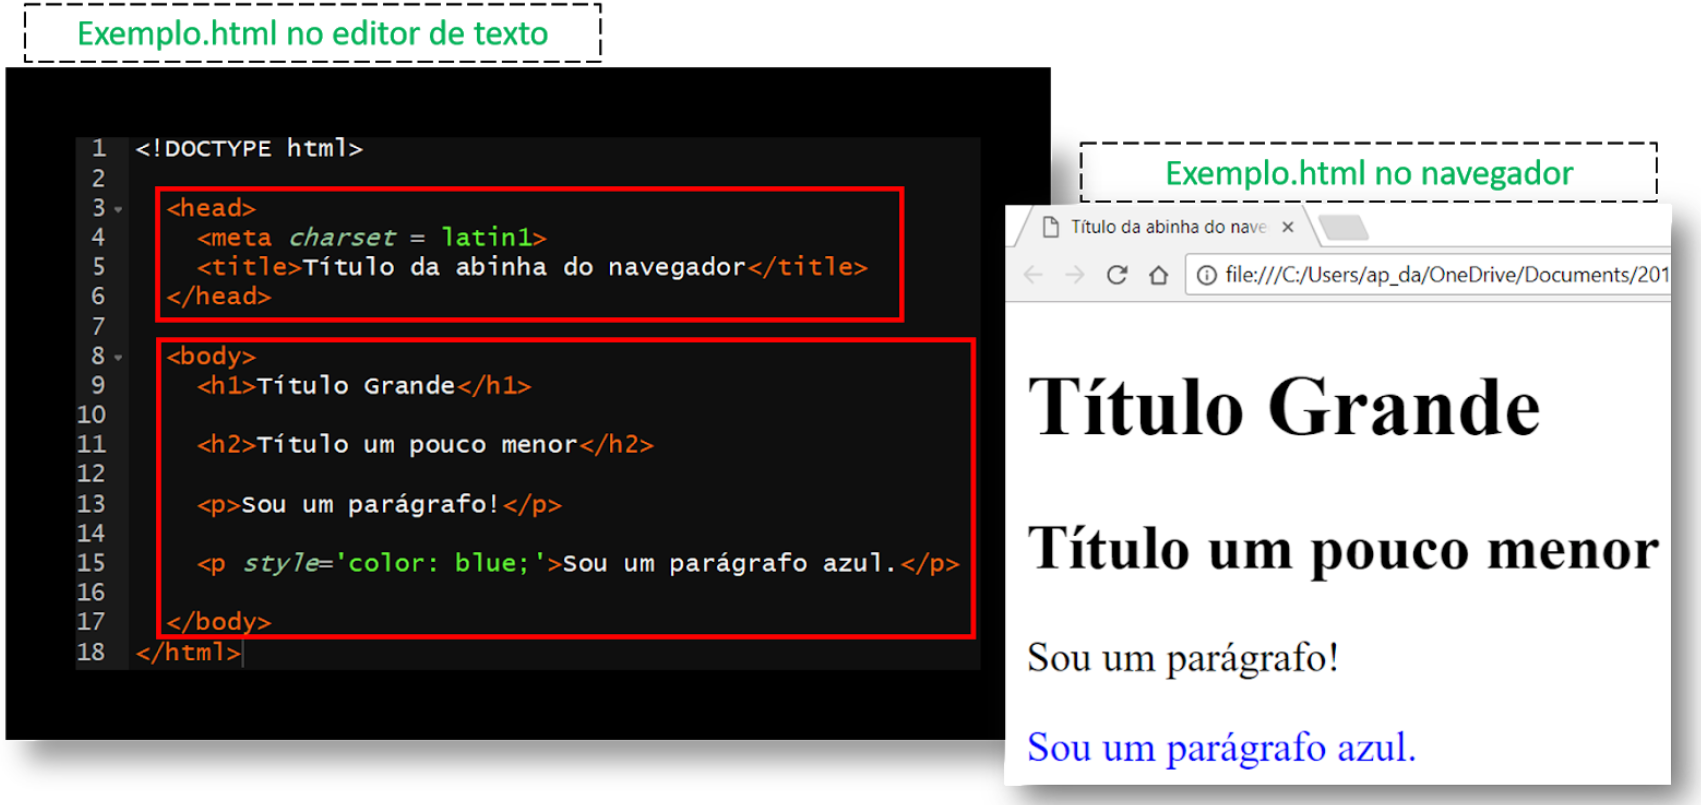 Exemplo.html no editor de texto
1 <!DOCTYPE html>
2
3 <head>
4 <meta charset = latin1>
5 <title>Título da abinha do navegador</title>
6 </head>
7
8 <body>
9 <h1>Título Grande</h1>
10
11 <h2>Título um pouco menor</h2>
12
13 <p>Sou um parágrafo!</p>
14
15 <p style='color: blue;'>Sou um parágrafo azul.</p>
16
17 </body>
18 </html>
Exemplo.html no navegador
Título da abinha do nave
file:///C:/Users/ap_da/OneDrive/Documents/201
Título Grande
Título um pouco menor
Sou um parágrafo!
Sou um parágrafo azul.